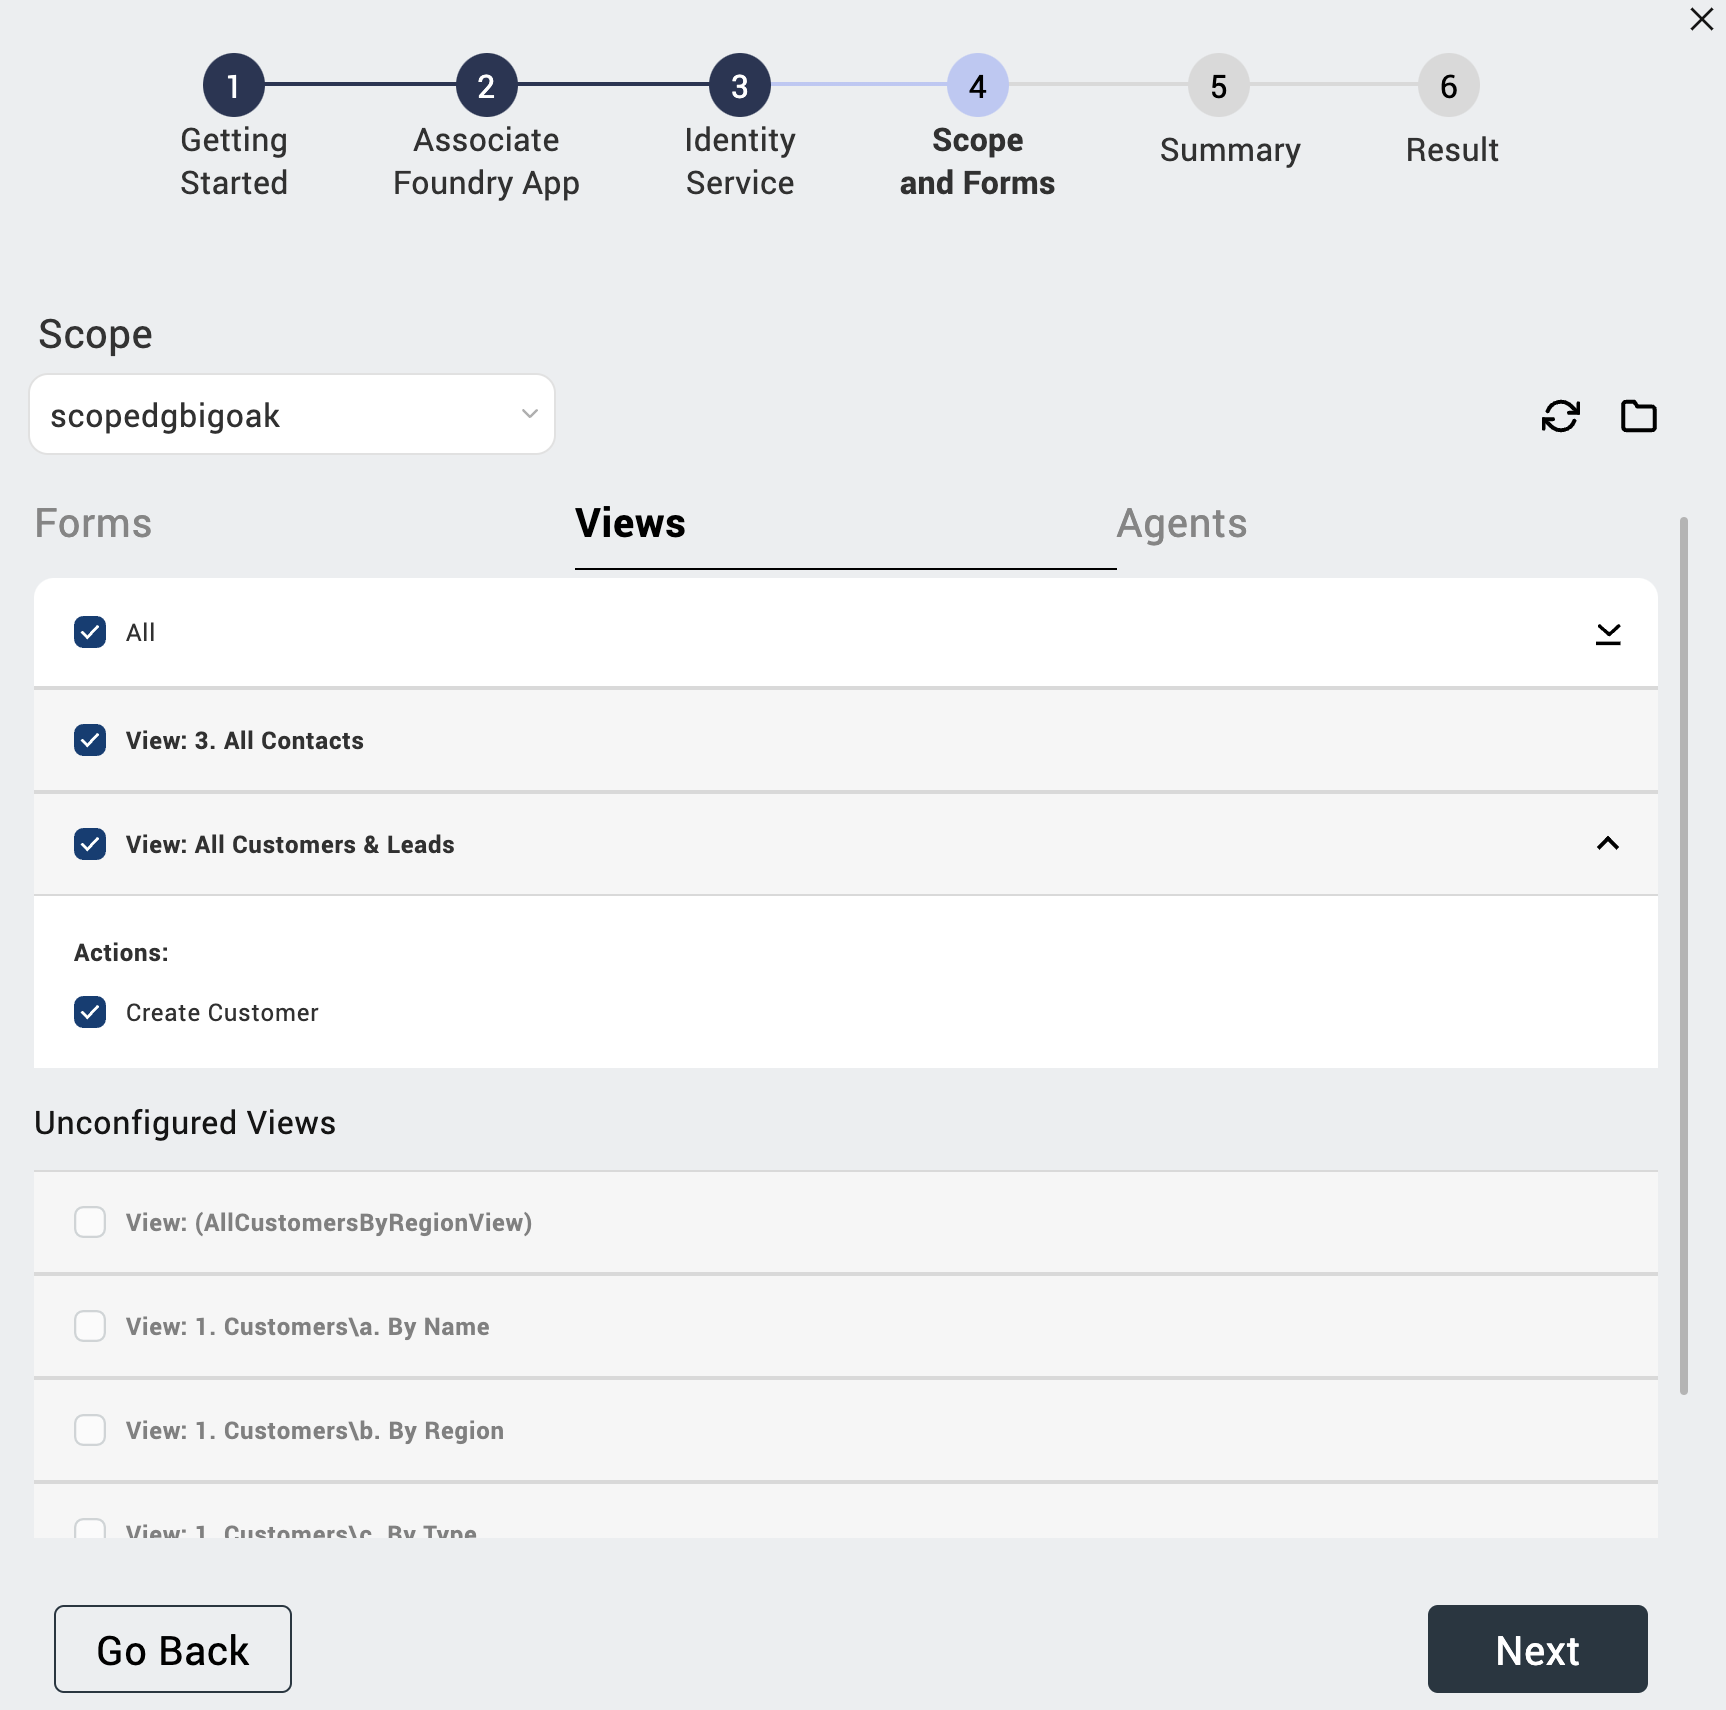 1
2
3
4
5
6
Getting
Started
Associate
Foundry App
Identity
Service
Scope
and Forms
Summary
Result
Scope
scopedgbigoak
Forms
Views
Agents
All
View: 3. All Contacts
View: All Customers & Leads
Actions:
Create Customer
Unconfigured Views
View: (AllCustomersByRegionView)
View: 1. Customers\a. By Name
View: 1. Customers\b. By Region
View: 1. Customers\c. By Type
Go Back
Next